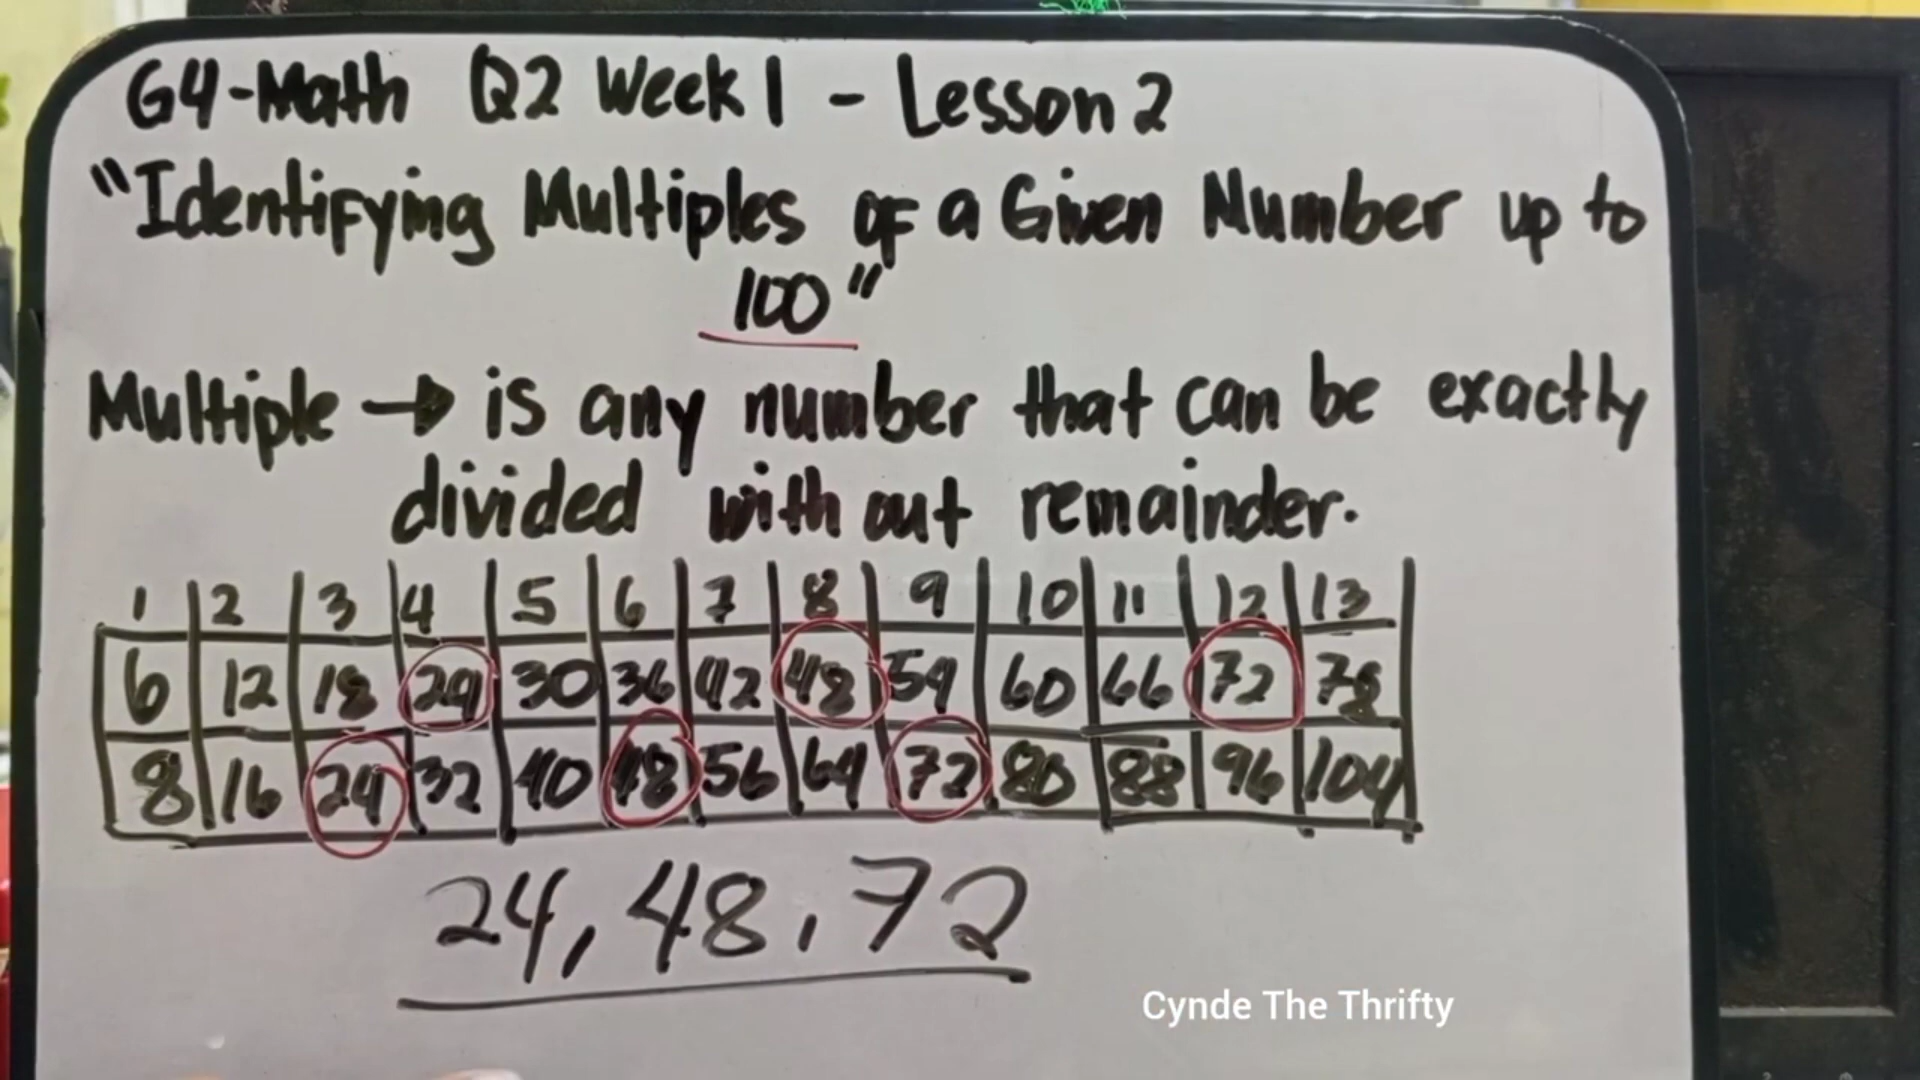 G4-Math Q2 Week 1 - Lesson 2
"Identifying Multiples of a Given Number up to
100"
Multiple → is any number that can be exactly
divided with out remainder.
1 2 3 4 5 6 7 8 9 10 11 12 13
6 12 18 24 30 36 42 48 54 60 66 72 78
8 16 24 32 40 48 56 64 72 80 88 96 104
24, 48, 72
Cynde The Thrifty